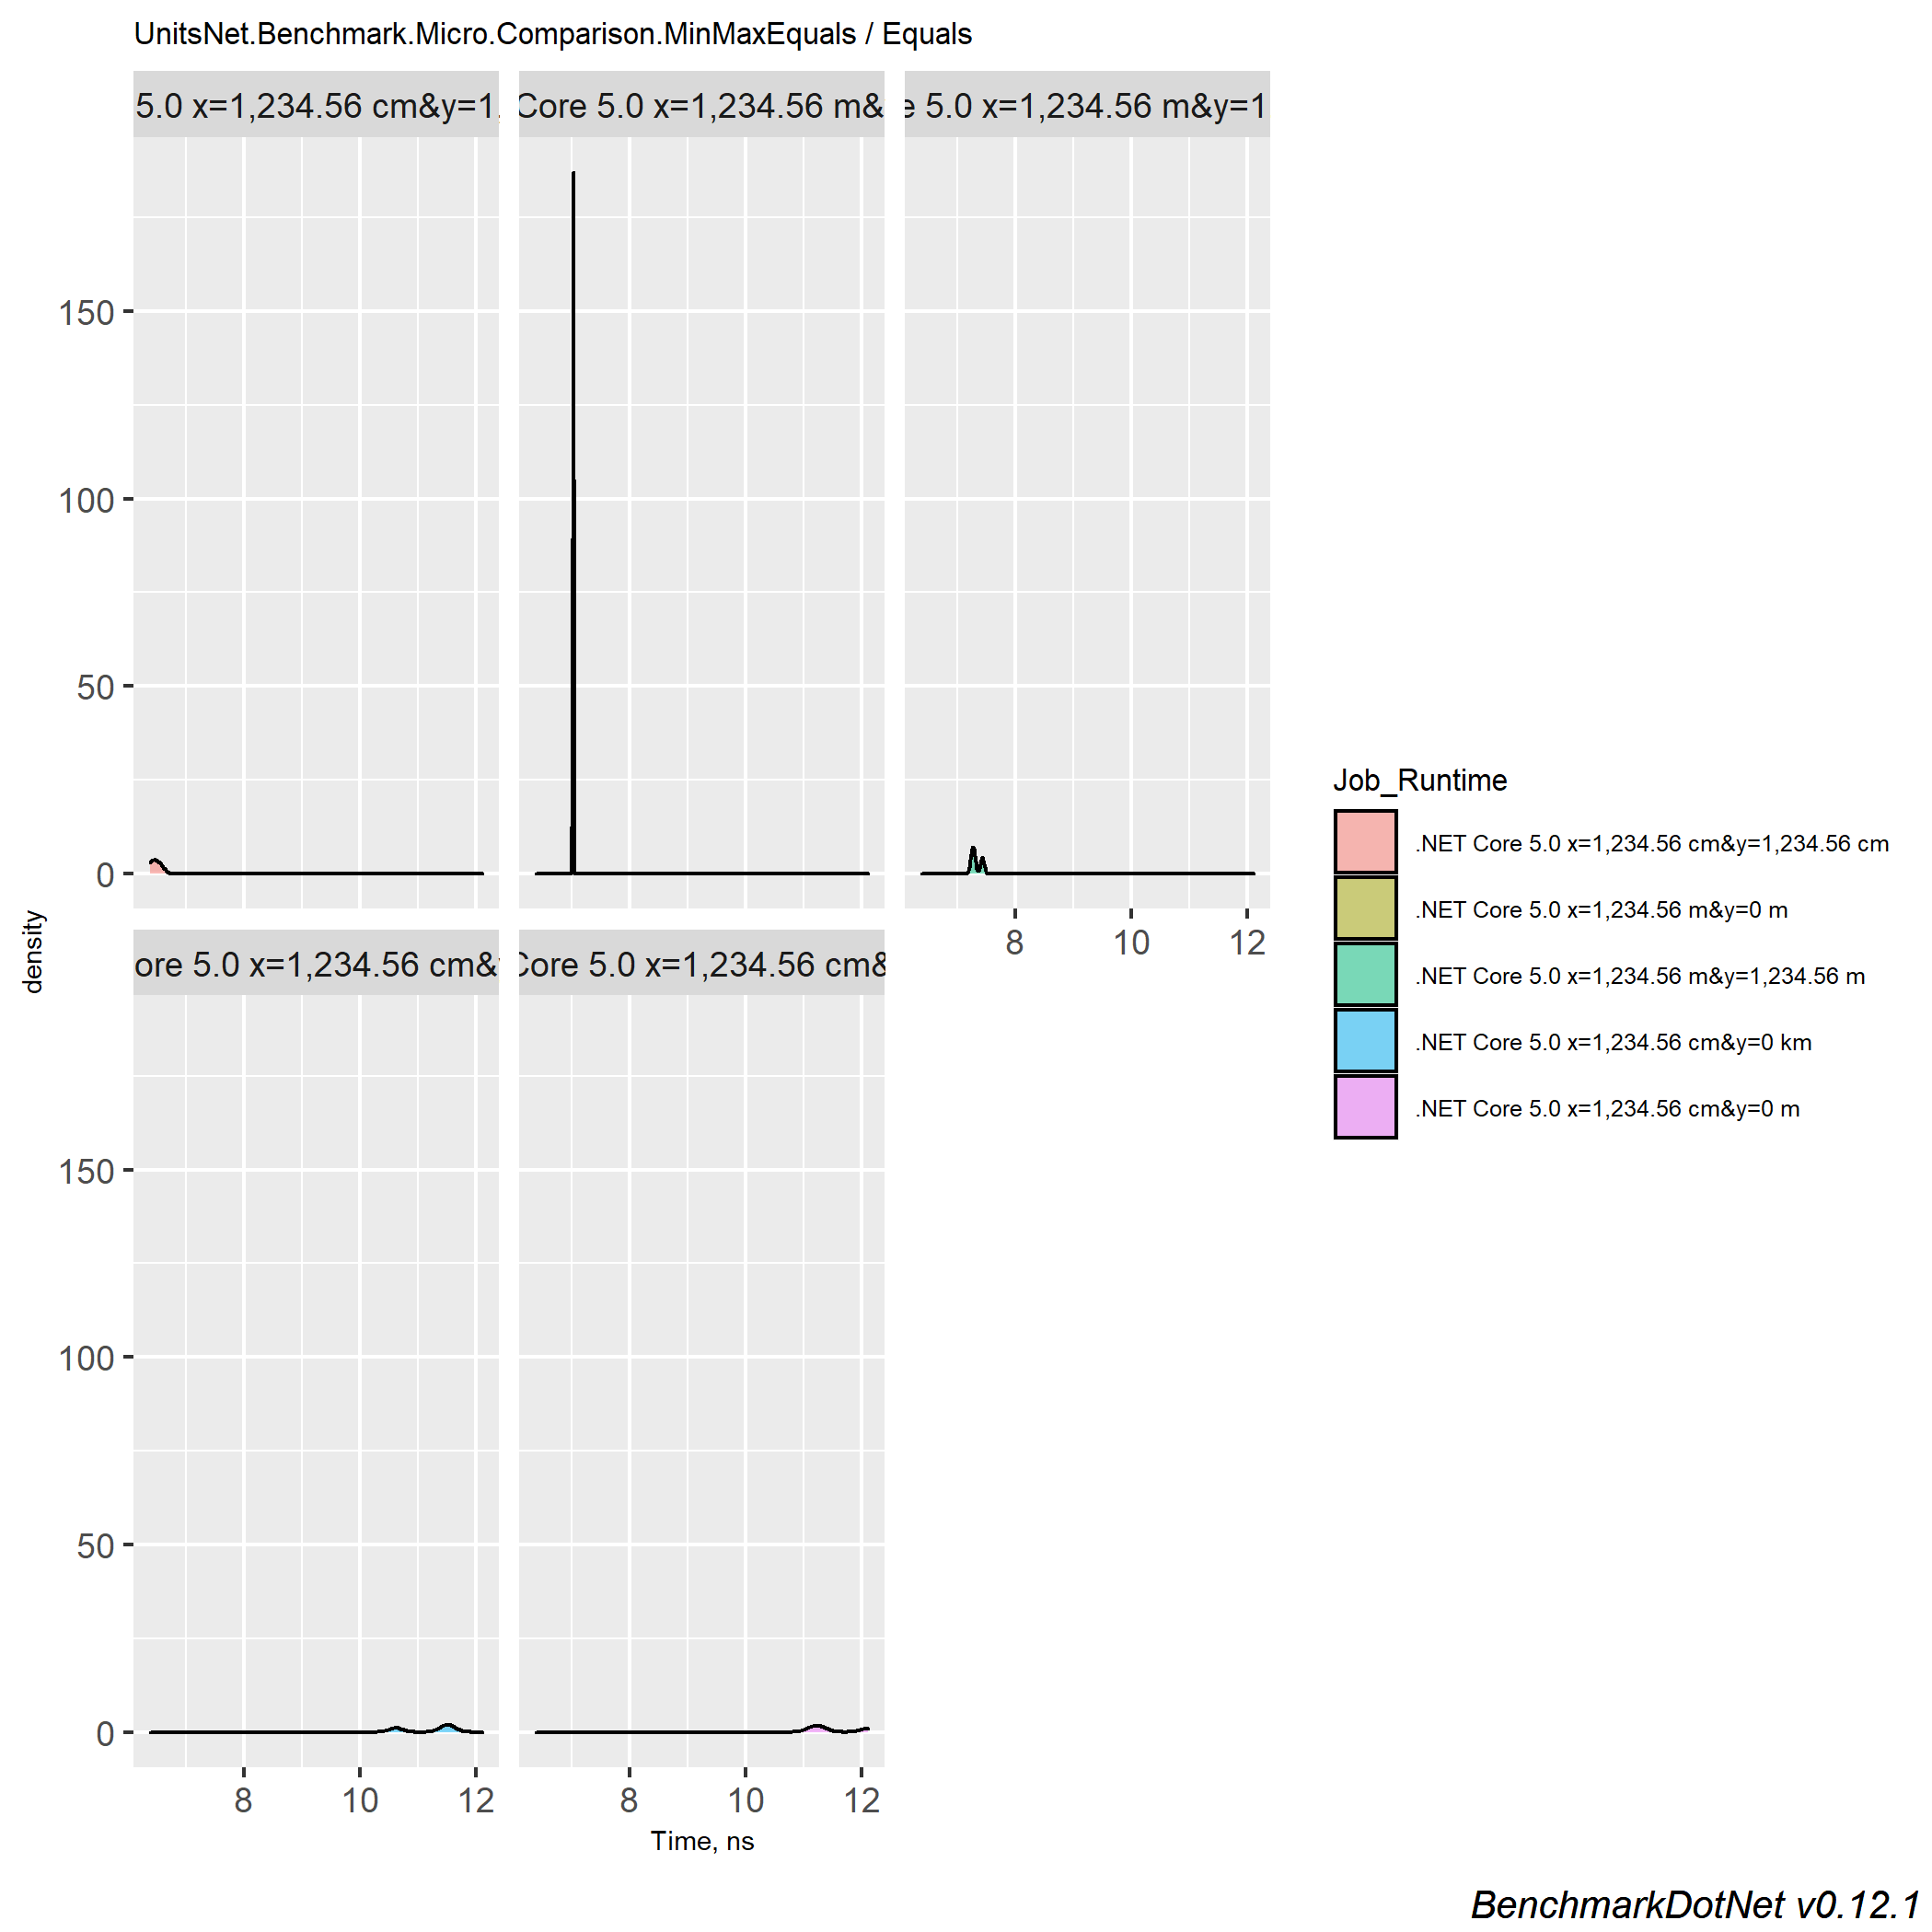 UnitsNet.Benchmark.Micro.Comparison.MinMaxEquals / Equals
5.0 x=1,234.56 cm&y=1,
Core 5.0 x=1,234.56 m&
e 5.0 x=1,234.56 m&y=1
150
100
50
0
8 10 12
density
ore 5.0 x=1,234.56 cm&
Core 5.0 x=1,234.56 cm&
150
100
50
0
8 10 12
8 10 12
Time, ns
Job_Runtime
.NET Core 5.0 x=1,234.56 cm&y=1,234.56 cm
.NET Core 5.0 x=1,234.56 m&y=0 m
.NET Core 5.0 x=1,234.56 m&y=1,234.56 m
.NET Core 5.0 x=1,234.56 cm&y=0 km
.NET Core 5.0 x=1,234.56 cm&y=0 m
BenchmarkDotNet v0.12.1